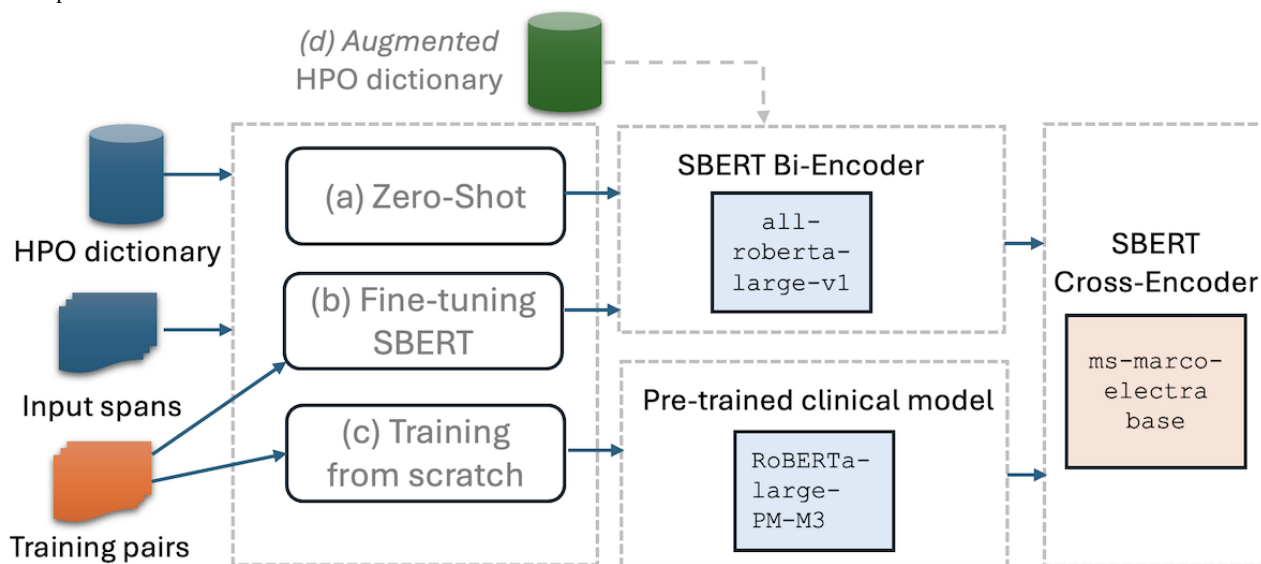 (d) Augmented
HPO dictionary
HPO dictionary
Input spans
Training pairs
(a) Zero-Shot
(b) Fine-tuning
SBERT
(c) Training
from scratch
SBERT Bi-Encoder
all-
roberta-
large-v1
Pre-trained clinical model
RoBERTa-
large-
PM-M3
SBERT
Cross-Encoder
ms-marco-
electra
base